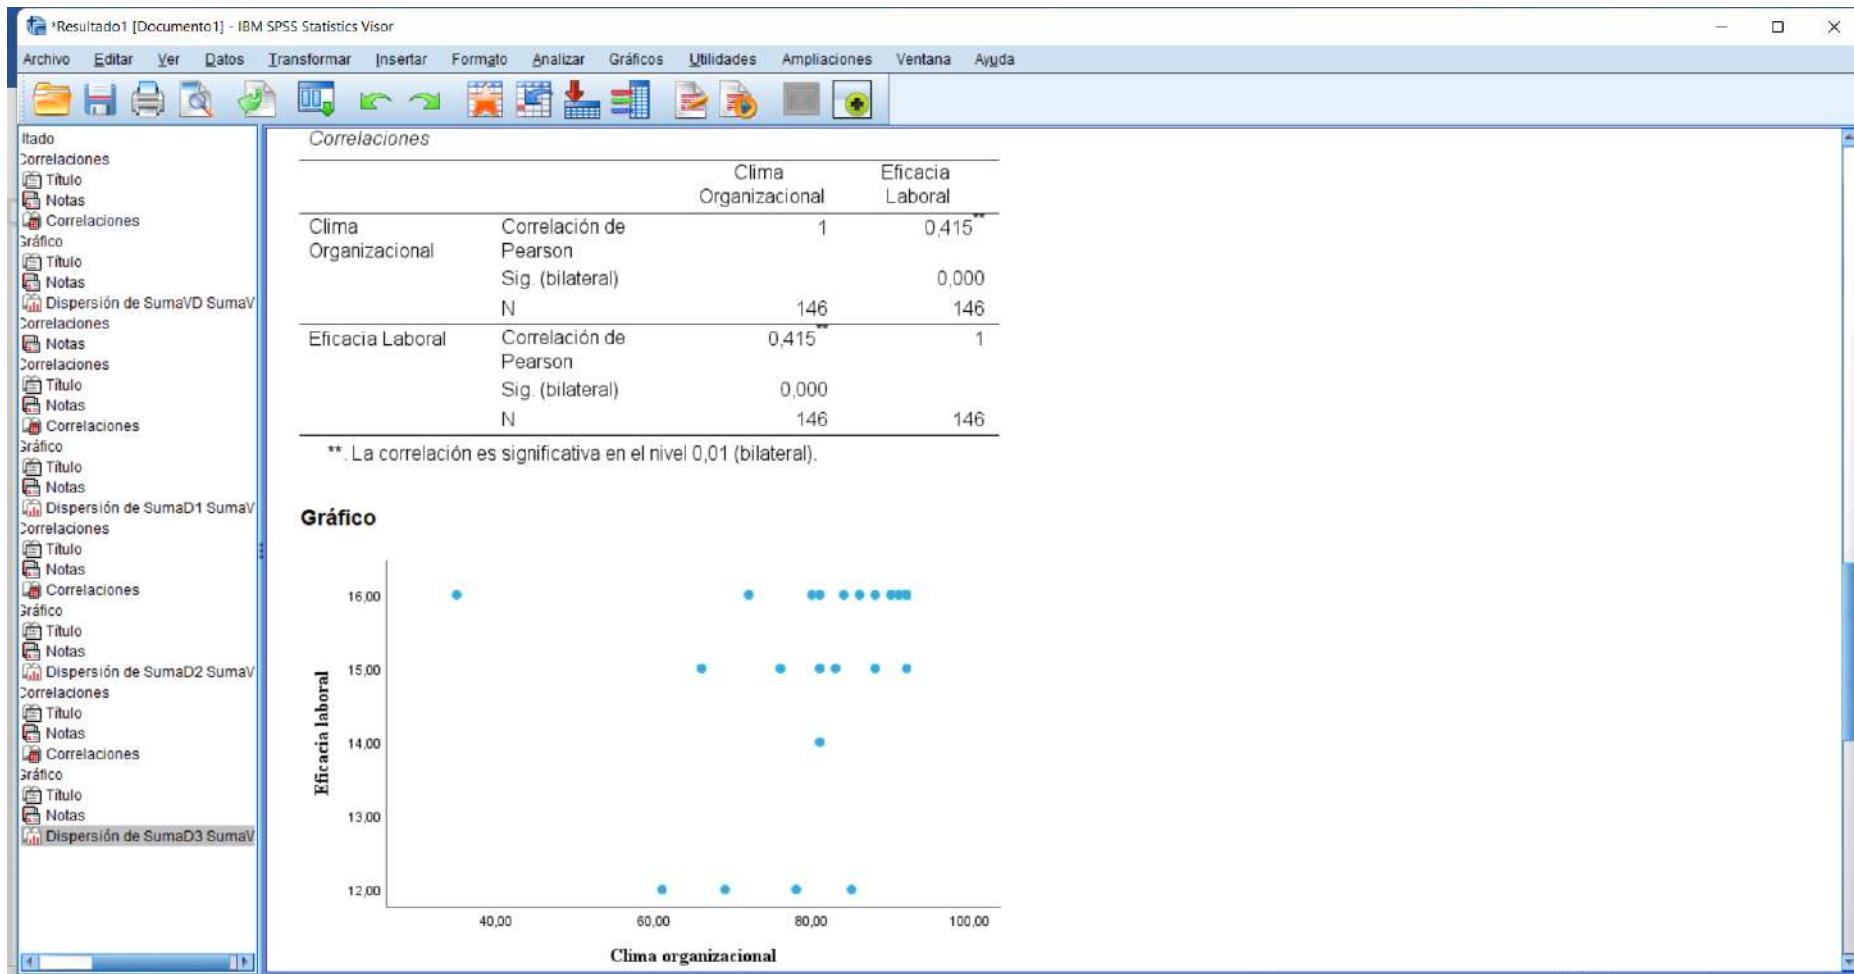 *Resultado1 [Documento1] - IBM SPSS Statistics Visor
Archivo Editar Ver Datos Transformar Insertar Formato Analizar Gráficos Utilidades Ampliaciones Ventana Ayuda
ltado
Correlaciones
Título
Notas
Correlaciones
Gráfico
Título
Notas
Dispersión de SumaVD SumaV
Correlaciones
Notas
Correlaciones
Título
Notas
Correlaciones
Gráfico
Título
Notas
Dispersión de SumaD1 SumaV
Correlaciones
Título
Notas
Correlaciones
Gráfico
Título
Notas
Dispersión de SumaD2 SumaV
Correlaciones
Título
Notas
Correlaciones
Gráfico
Título
Notas
Dispersión de SumaD3 SumaV
Correlaciones
Clima Eficacia
Organizacional Laboral
Clima Correlación de 1 0,415**
Organizacional Pearson
Sig. (bilateral) 0,000
N 146 146
Eficacia Laboral Correlación de 0,415** 1
Pearson
Sig. (bilateral) 0,000
N 146 146
**. La correlación es significativa en el nivel 0,01 (bilateral).
Gráfico
Eficacia laboral
16,00
15,00
14,00
13,00
12,00
40,00 60,00 80,00 100,00
Clima organizacional